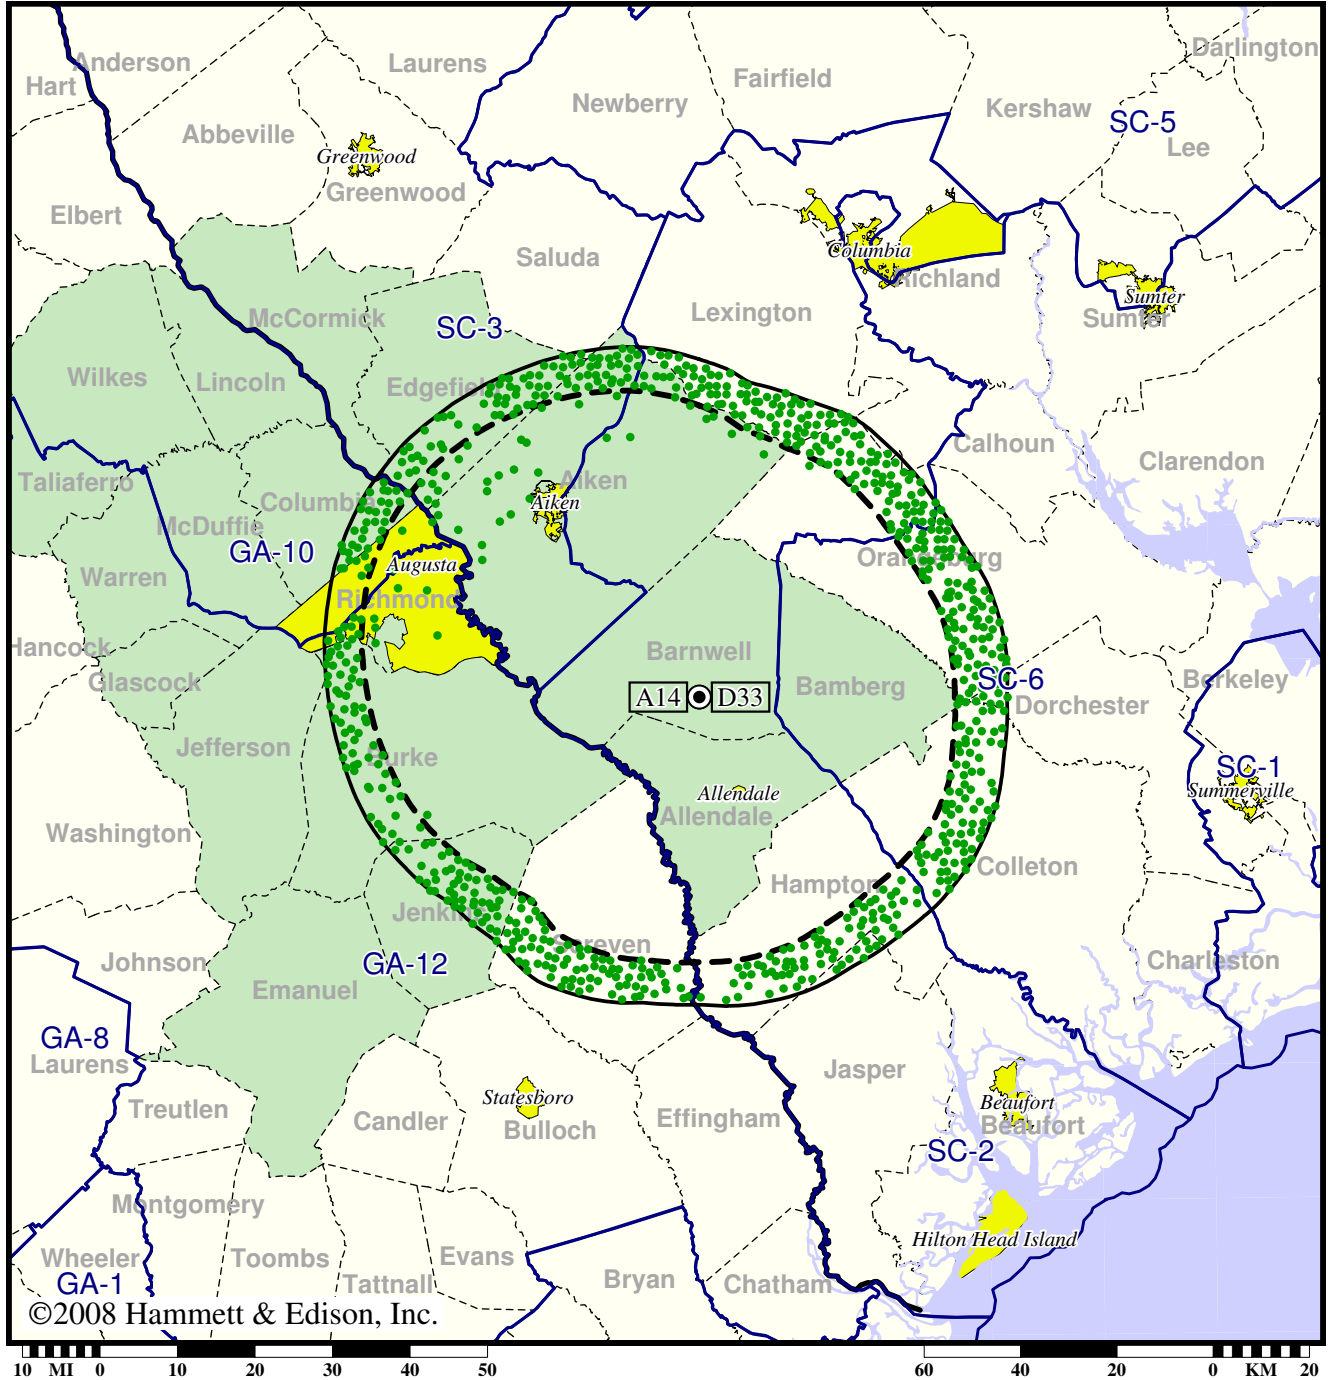 Darlington
Anderson
Laurens
Hart
Fairfield
Newberry
Kershaw
SC-5
Abbeville
Lee
Greenwood
Greenwood
Elbert
Saluda
Columbia
Richland
Sumter
Sumter
McCormick
SC-3
Lexington
Wilkes
Lincoln
Edgefield
Calhoun
Clarendon
Taliaferro
Columbia
Aiken
Aiken
McDuffie
GA-10
Orangeburg
Augusta
Warren
Richmond
Hancock
Barnwell
Glascock
SC-6
Berkeley
Bamberg
A14
D33
Dorchester
Jefferson
Burke
SC-1
Summerville
Allendale
Allendale
Washington
Colleton
Hampton
Jenkins
Screven
Johnson
GA-12
Charleston
Emanuel
GA-8
Laurens
Jasper
Statesboro
Beaufort
Treutlen
Candler
Bulloch
Effingham
Beaufort
SC-2
Montgomery
Hilton Head Island
Wheeler
Toombs
Evans
GA-1
Tattnall
Bryan
Chatham
©2008 Hammett & Edison, Inc.
10 MI 0 10 20 30 40 50
60 40 20 0 KM 20